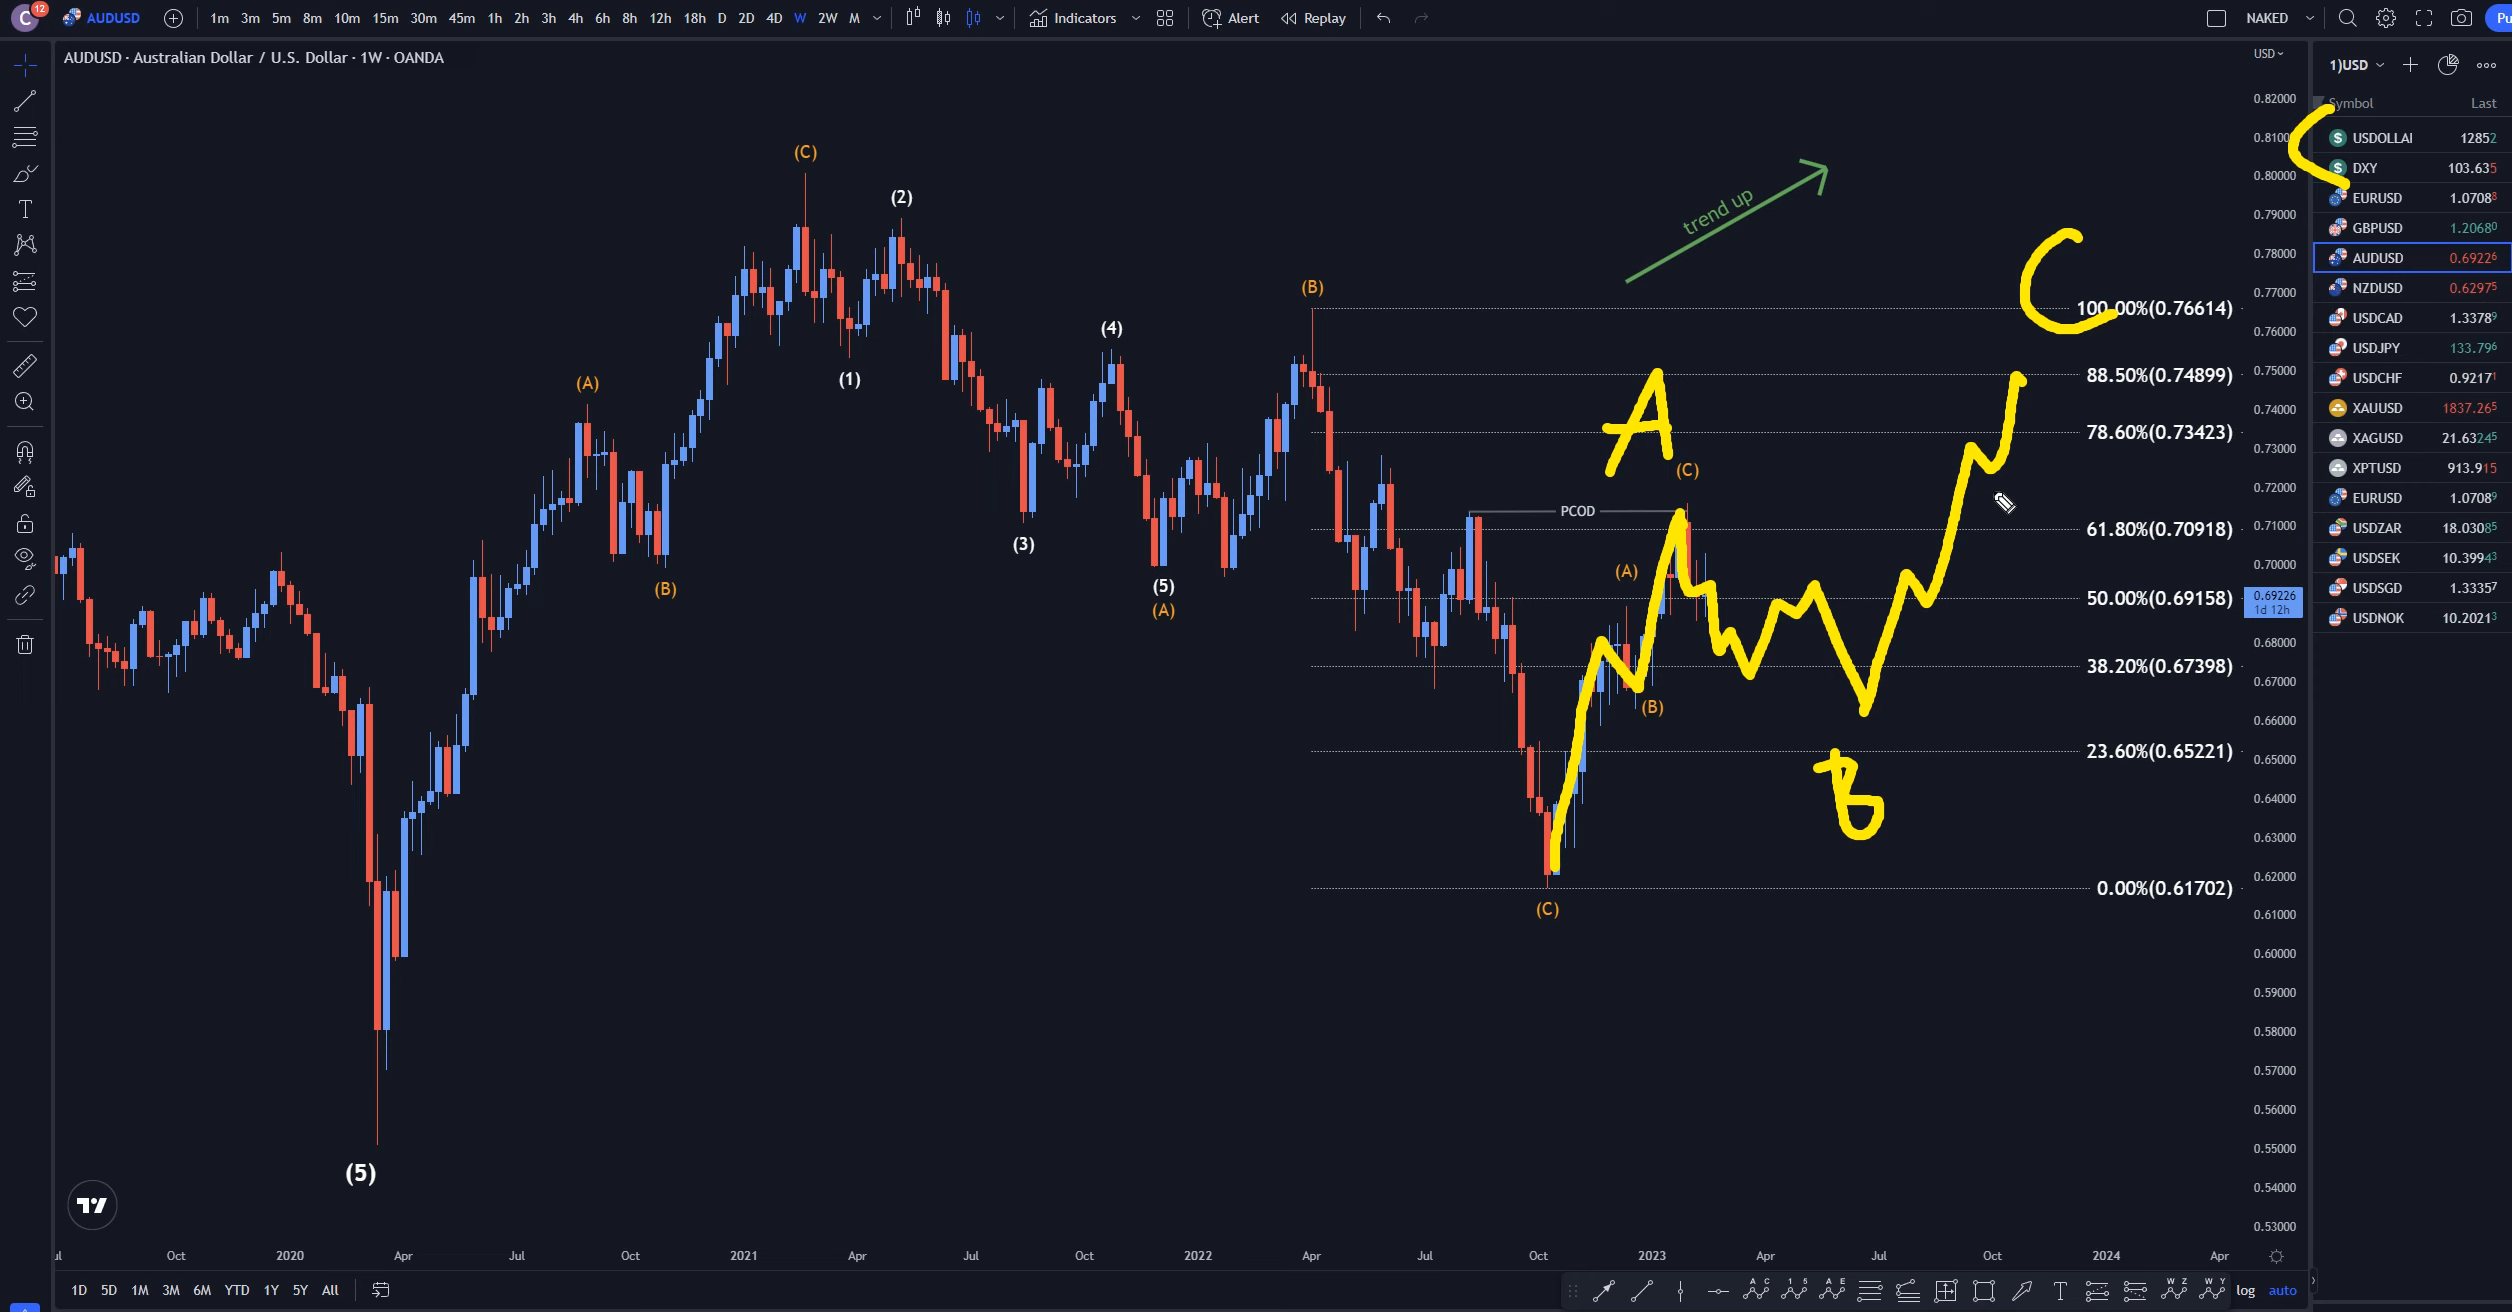 C 12 AUDUSD 1m 3m 5m 8m 10m 15m 30m 45m 1h 2h 3h 4h 6h 8h 12h 18h D 2D 4D W 2W M Indicators Alert Replay NAKED Pu
AUDUSD · Australian Dollar / U.S. Dollar · 1W · OANDA
USD
1)USD
Symbol Last
USDOLLAI 12852
DXY 103.635
EURUSD 1.07088
GBPUSD 1.20680
AUDUSD 0.69226
NZDUSD 0.62975
USDCAD 1.33789
USDJPY 133.796
USDCHF 0.92171
XAUUSD 1837.265
XAGUSD 21.63245
XPTUSD 913.915
EURUSD 1.07089
USDZAR 18.03085
USDSEK 10.39943
USDSGD 1.33357
USDNOK 10.20213
0.82000
0.8100
0.80000
0.79000
0.78000
0.77000
0.76000
0.75000
0.74000
0.73000
0.72000
0.71000
0.70000
0.69226
1d 12h
0.68000
0.67000
0.66000
0.65000
0.64000
0.63000
0.62000
0.61000
0.60000
0.59000
0.58000
0.57000
0.56000
0.55000
0.54000
0.53000
(C)
(2)
trend up
(B)
C
100.00%(0.76614)
(4)
(A)
(1)
88.50%(0.74899)
A
78.60%(0.73423)
(C)
PCOD
61.80%(0.70918)
(3)
(A)
(B)
(5)
(A)
50.00%(0.69158)
38.20%(0.67398)
(B)
23.60%(0.65221)
B
0.00%(0.61702)
(C)
(5)
ul Oct 2020 Apr Jul Oct 2021 Apr Jul Oct 2022 Apr Jul Oct 2023 Apr Jul Oct 2024 Apr
1D 5D 1M 3M 6M YTD 1Y 5Y All
A C 1 5 A E W Z W Y
log auto